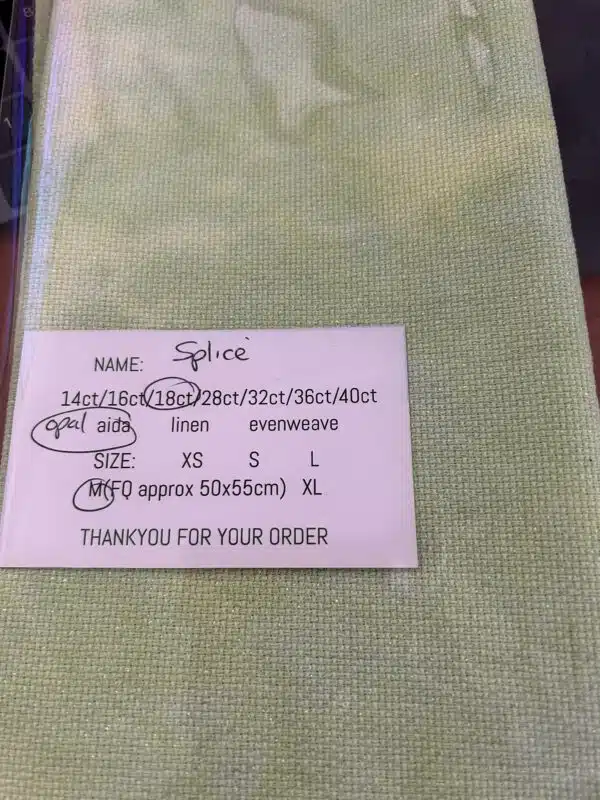 NAME: Splice
14ct/16ct/18ct/28ct/32ct/36ct/40ct
opal aida linen evenweave
SIZE: XS S L
M(FQ approx 50x55cm) XL
THANKYOU FOR YOUR ORDER